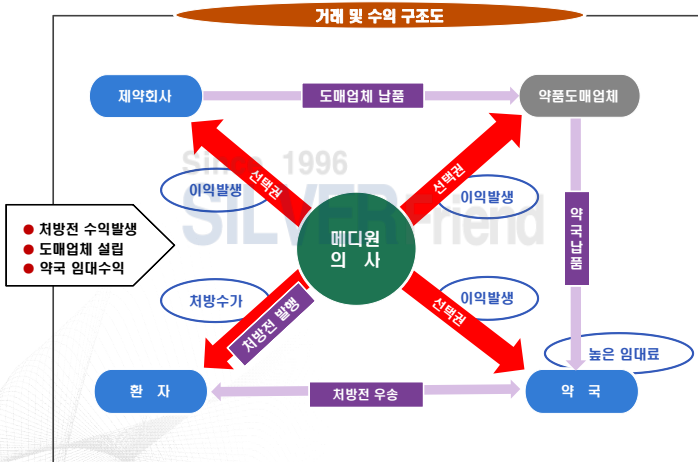 거래 및 수익 구조도
제약회사
도매업체 납품
약품도매업체
Since 1996
SILVER Friend
선택권
선택권
이익발생
이익발생
약국납품
처방전 수익발생
도매업체 설립
약국 임대수익
메디원
의 사
처방수가
처방전 발행
선택권
이익발생
높은 임대료
환 자
처방전 우송
약 국